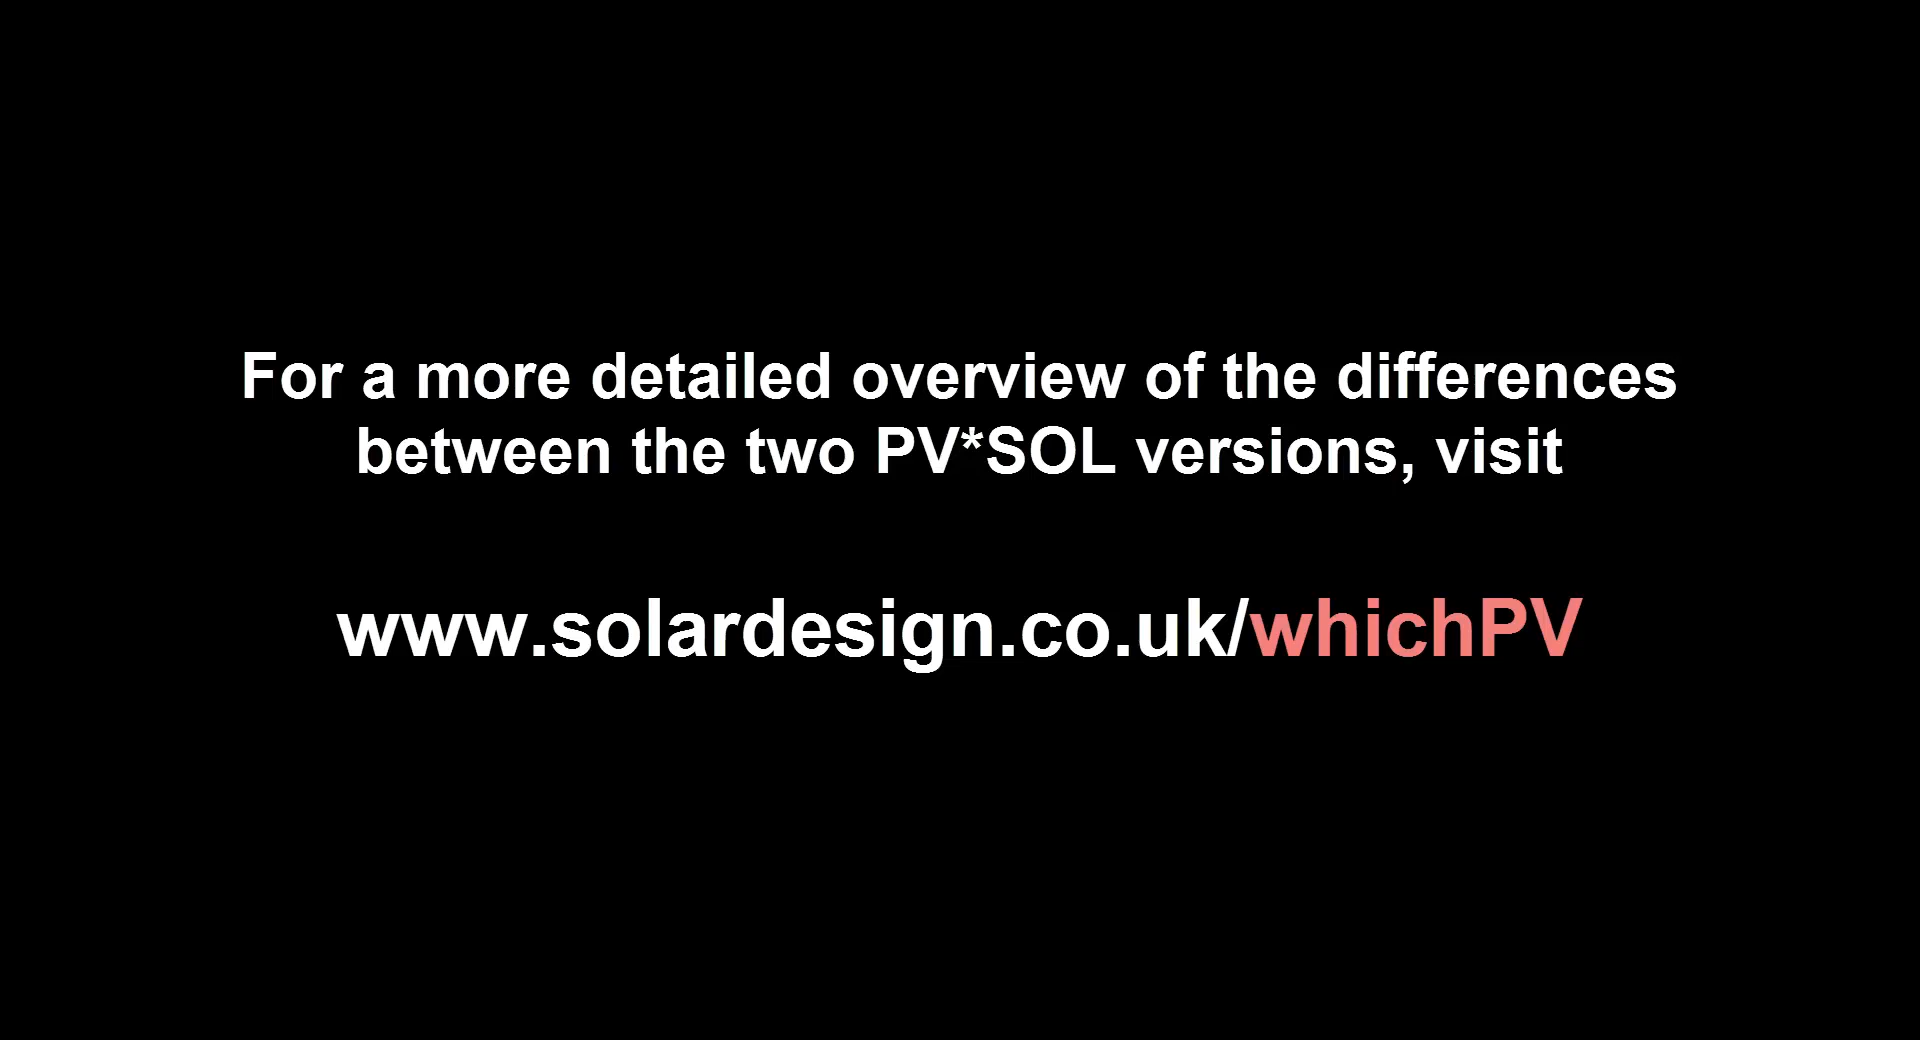 For a more detailed overview of the differences
between the two PV*SOL versions, visit
www.solardesign.co.uk/whichPV